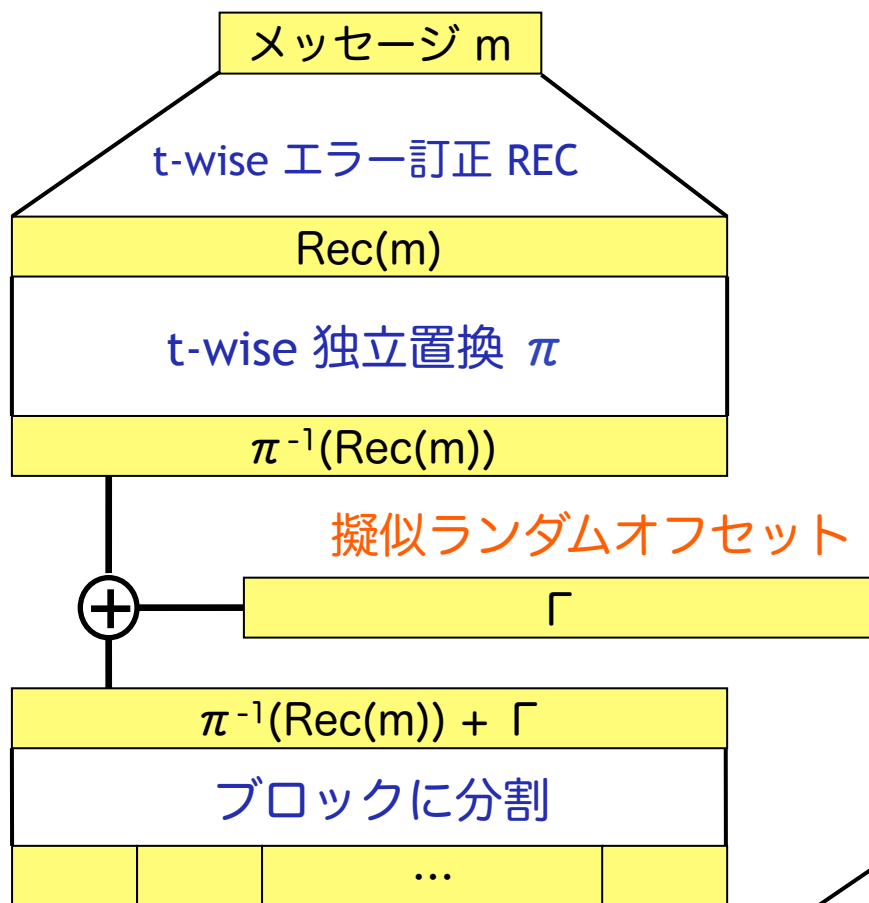 メッセージ m
t-wise エラー訂正 REC
Rec(m)
t-wise 独立置換 π
π⁻¹(Rec(m))
擬似ランダムオフセット
Γ
π⁻¹(Rec(m)) + Γ
ブロックに分割
…